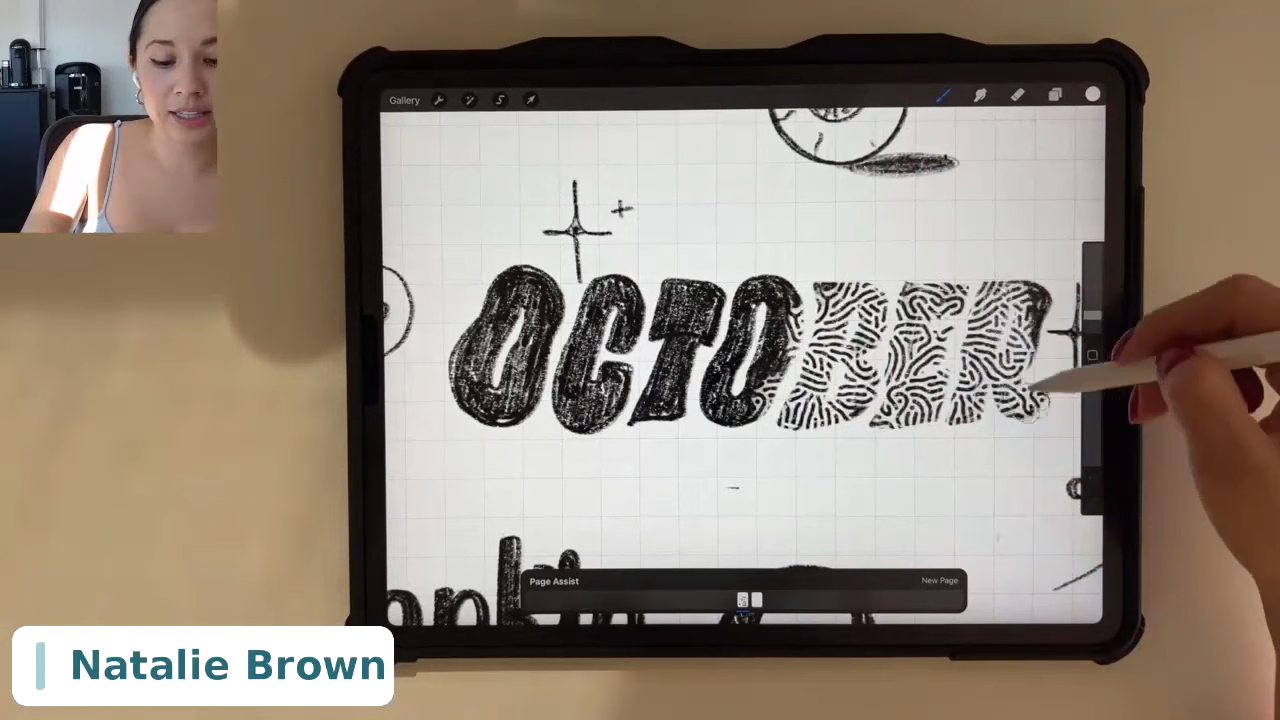 Gallery
OCTOBER
Page Assist
New Page
Natalie Brown